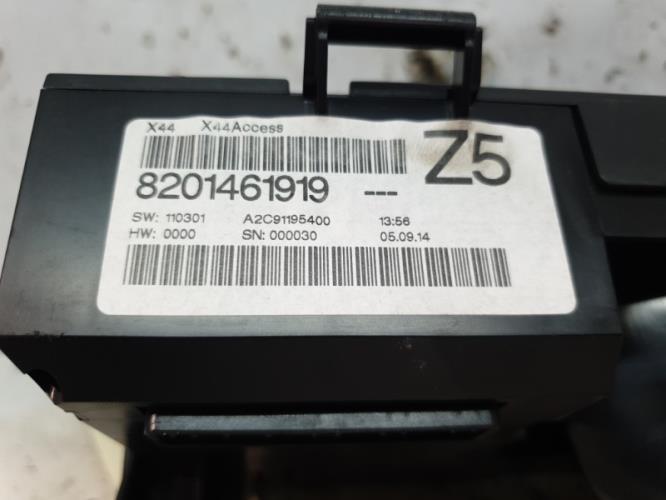 X44 X44Access
Z5
8201461919 ---
SW: 110301 A2C91195400 13:56
HW: 0000 SN: 000030 05.09.14